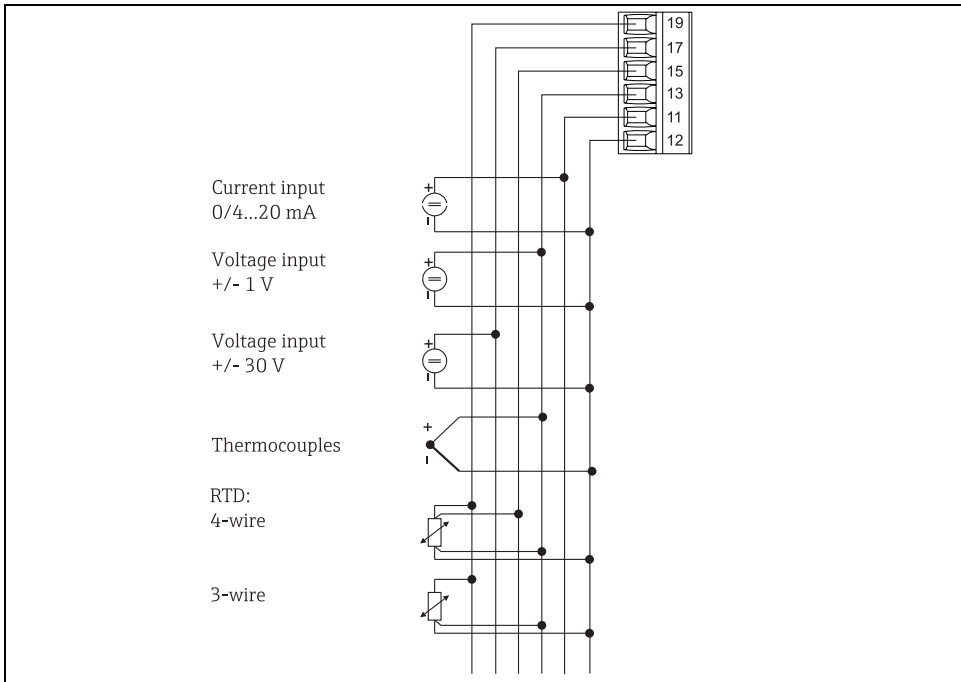 19
17
15
13
11
12
Current input
0/4...20 mA
+
-
Voltage input
+/- 1 V
+
-
Voltage input
+/- 30 V
+
-
Thermocouples
+
-
RTD:
4-wire
3-wire